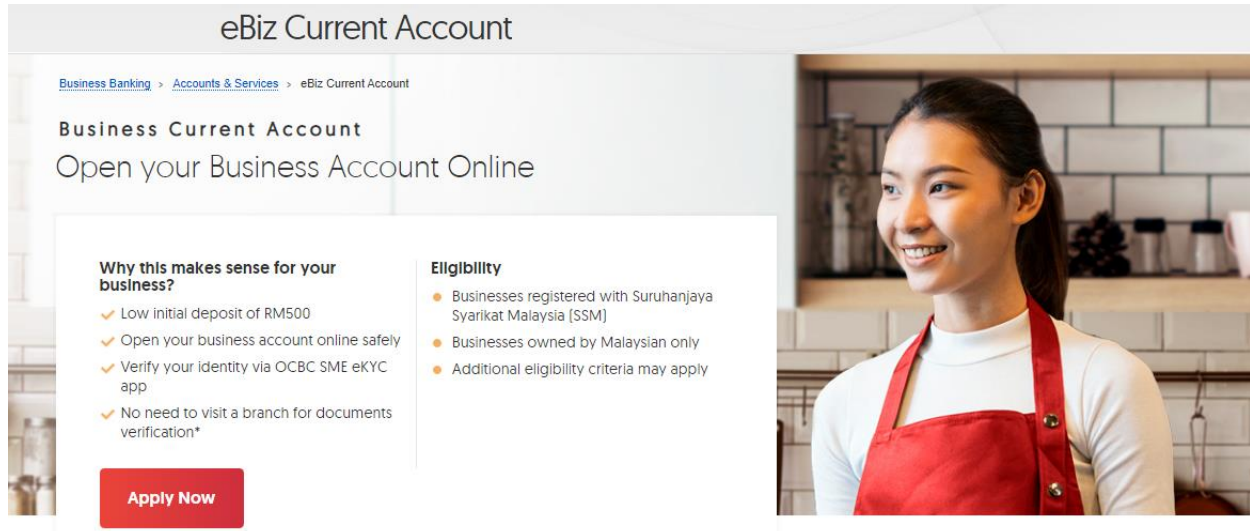 eBiz Current Account
Business Banking > Accounts & Services > eBiz Current Account
Business Current Account
Open your Business Account Online
Why this makes sense for your
business?
Low initial deposit of RM500
Open your business account online safely
Verify your identity via OCBC SME eKYC
app
No need to visit a branch for documents
verification*
Apply Now
Eligibility
Businesses registered with Suruhanjaya
Syarikat Malaysia (SSM)
Businesses owned by Malaysian only
Additional eligibility criteria may apply